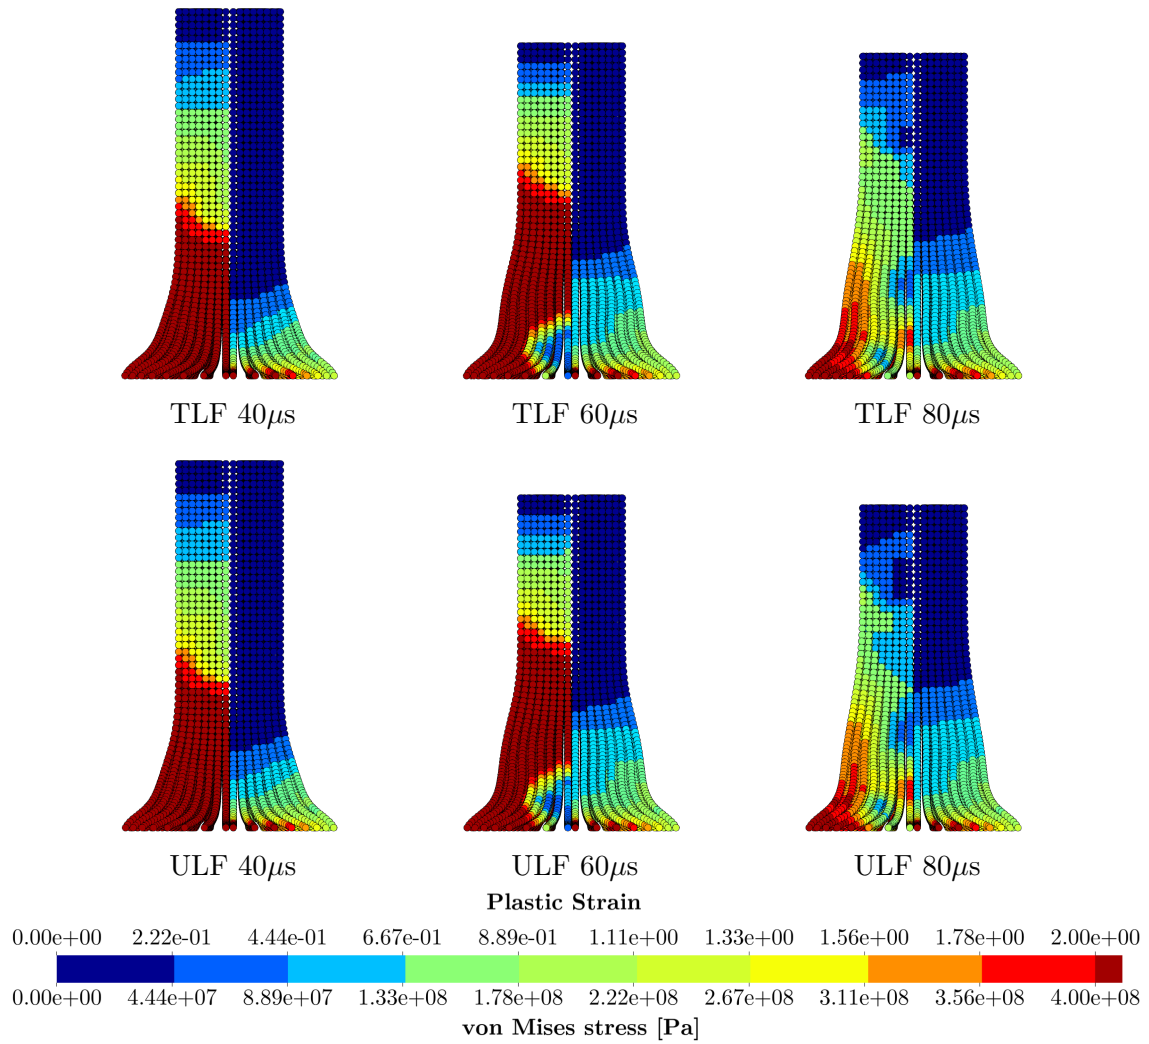 TLF 40μs TLF 60μs TLF 80μs
ULF 40μs ULF 60μs ULF 80μs
Plastic Strain
0.00e+00 2.22e-01 4.44e-01 6.67e-01 8.89e-01 1.11e+00 1.33e+00 1.56e+00 1.78e+00 2.00e+00
0.00e+00 4.44e+07 8.89e+07 1.33e+08 1.78e+08 2.22e+08 2.67e+08 3.11e+08 3.56e+08 4.00e+08
von Mises stress [Pa]